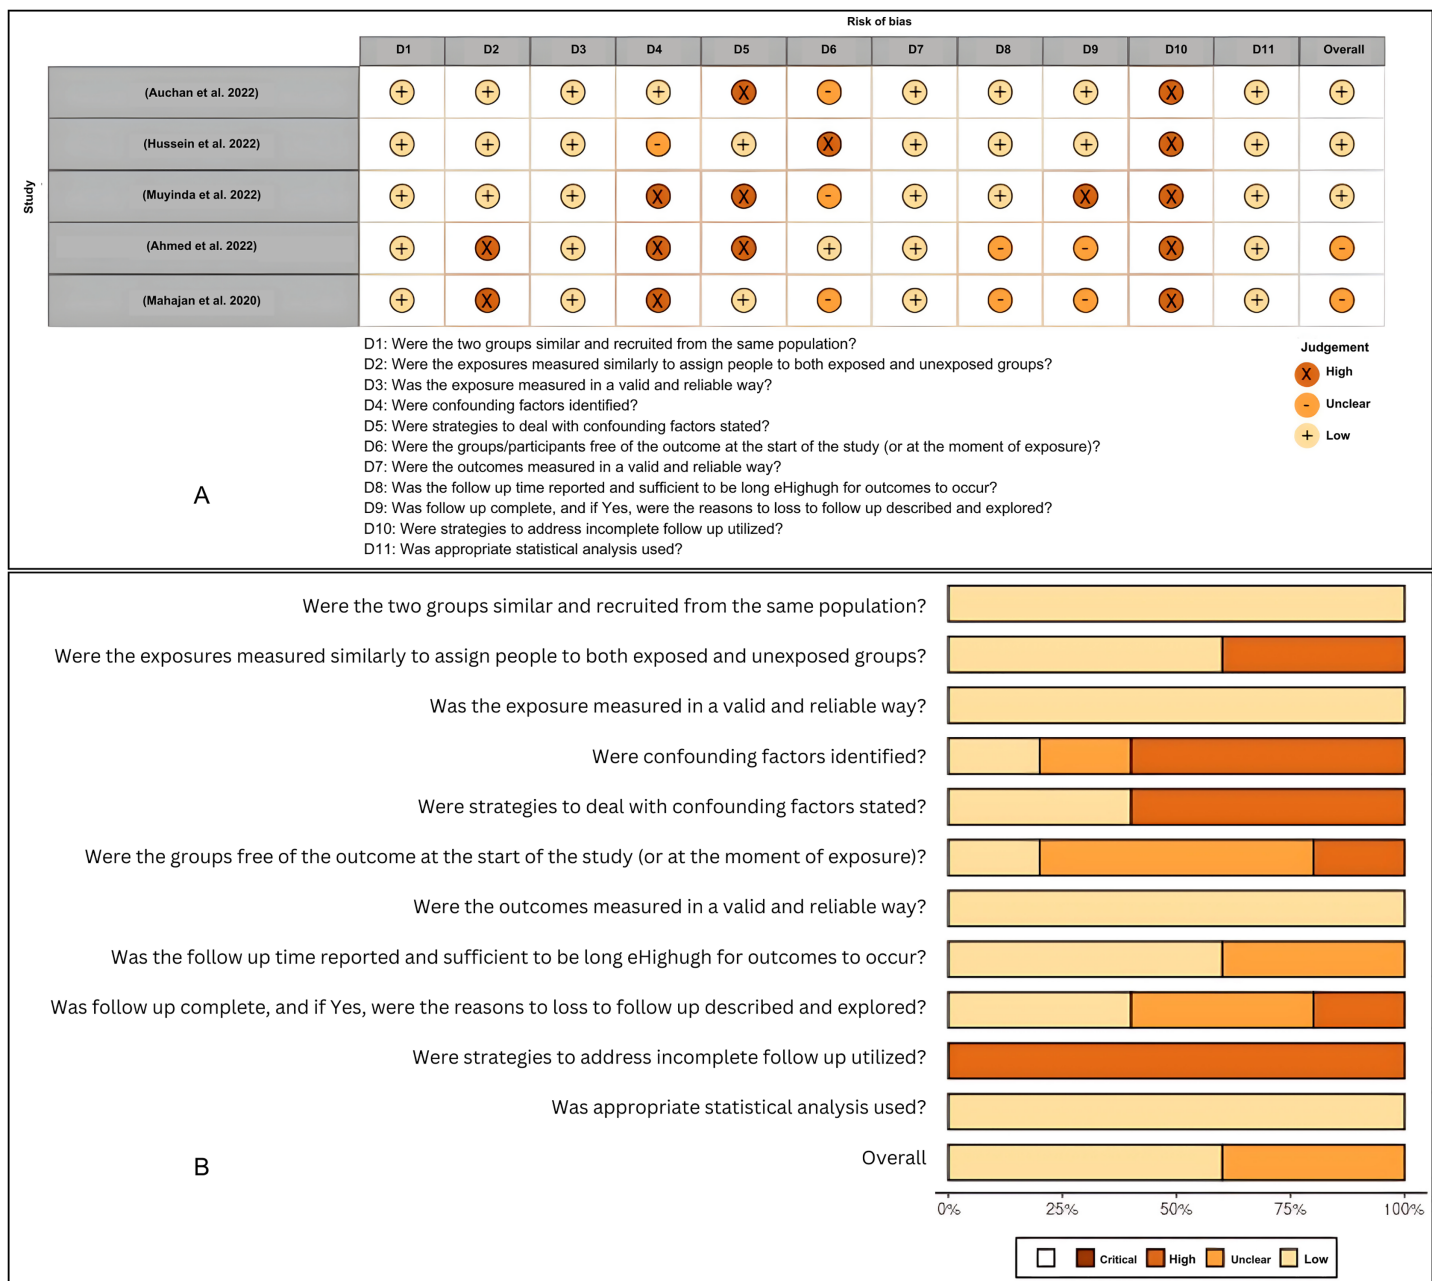 Risk of bias
D1 D2 D3 D4 D5 D6 D7 D8 D9 D10 D11 Overall
Study
(Auchan et al. 2022) + + + + X - + + + X + +
(Hussein et al. 2022) + + + - + X + + + X + +
(Muyinda et al. 2022) + + + X X - + + X X + +
(Ahmed et al. 2022) + X + X X + + - - X + -
(Mahajan et al. 2020) + X + X + - + - - X + -
D1: Were the two groups similar and recruited from the same population?
D2: Were the exposures measured similarly to assign people to both exposed and unexposed groups?
D3: Was the exposure measured in a valid and reliable way?
D4: Were confounding factors identified?
D5: Were strategies to deal with confounding factors stated?
D6: Were the groups/participants free of the outcome at the start of the study (or at the moment of exposure)?
D7: Were the outcomes measured in a valid and reliable way?
D8: Was the follow up time reported and sufficient to be long eHighugh for outcomes to occur?
D9: Was follow up complete, and if Yes, were the reasons to loss to follow up described and explored?
D10: Were strategies to address incomplete follow up utilized?
D11: Was appropriate statistical analysis used?
Judgement
X High
- Unclear
+ Low
A
Were the two groups similar and recruited from the same population?
Were the exposures measured similarly to assign people to both exposed and unexposed groups?
Was the exposure measured in a valid and reliable way?
Were confounding factors identified?
Were strategies to deal with confounding factors stated?
Were the groups free of the outcome at the start of the study (or at the moment of exposure)?
Were the outcomes measured in a valid and reliable way?
Was the follow up time reported and sufficient to be long eHighugh for outcomes to occur?
Was follow up complete, and if Yes, were the reasons to loss to follow up described and explored?
Were strategies to address incomplete follow up utilized?
Was appropriate statistical analysis used?
Overall
B
0% 25% 50% 75% 100%
Critical High Unclear Low